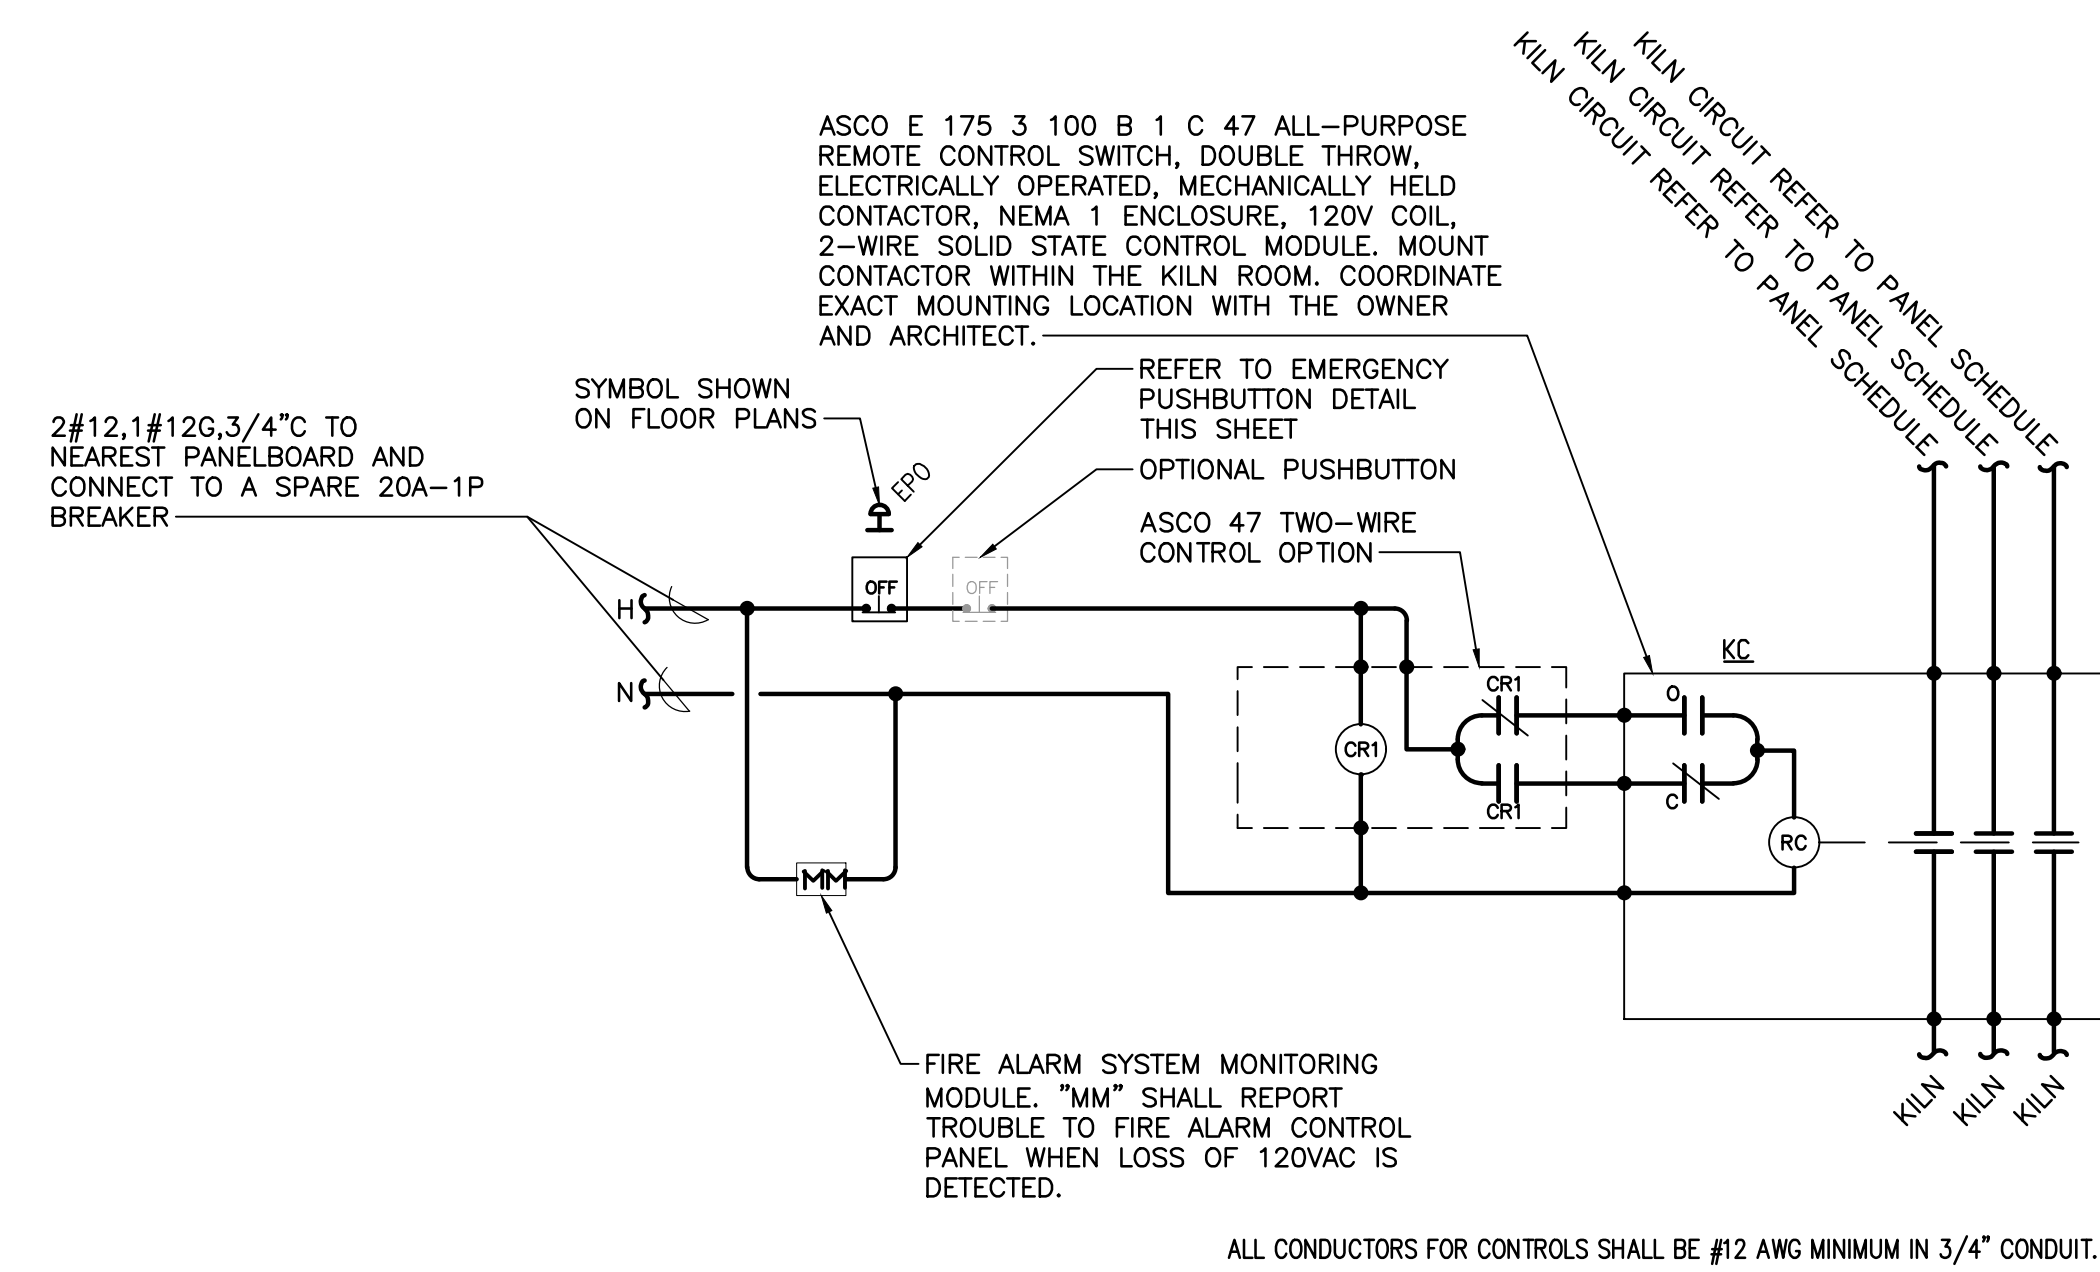 KILN CIRCUIT REFER TO PANEL SCHEDULE
KILN CIRCUIT REFER TO PANEL SCHEDULE
KILN CIRCUIT REFER TO PANEL SCHEDULE
ASCO E 175 3 100 B 1 C 47 ALL-PURPOSE
REMOTE CONTROL SWITCH, DOUBLE THROW,
ELECTRICALLY OPERATED, MECHANICALLY HELD
CONTACTOR, NEMA 1 ENCLOSURE, 120V COIL,
2-WIRE SOLID STATE CONTROL MODULE. MOUNT
CONTACTOR WITHIN THE KILN ROOM. COORDINATE
EXACT MOUNTING LOCATION WITH THE OWNER
AND ARCHITECT.
REFER TO EMERGENCY
PUSHBUTTON DETAIL
THIS SHEET
SYMBOL SHOWN
ON FLOOR PLANS
2#12,1#12G,3/4"C TO
NEAREST PANELBOARD AND
CONNECT TO A SPARE 20A-1P
BREAKER
EPO
OPTIONAL PUSHBUTTON
ASCO 47 TWO-WIRE
CONTROL OPTION
OFF
OFF
H
N
KC
CR1
O
CR1
C
CR1
RC
MM
FIRE ALARM SYSTEM MONITORING
MODULE. "MM" SHALL REPORT
TROUBLE TO FIRE ALARM CONTROL
PANEL WHEN LOSS OF 120VAC IS
DETECTED.
KILN
KILN
KILN
ALL CONDUCTORS FOR CONTROLS SHALL BE #12 AWG MINIMUM IN 3/4" CONDUIT.